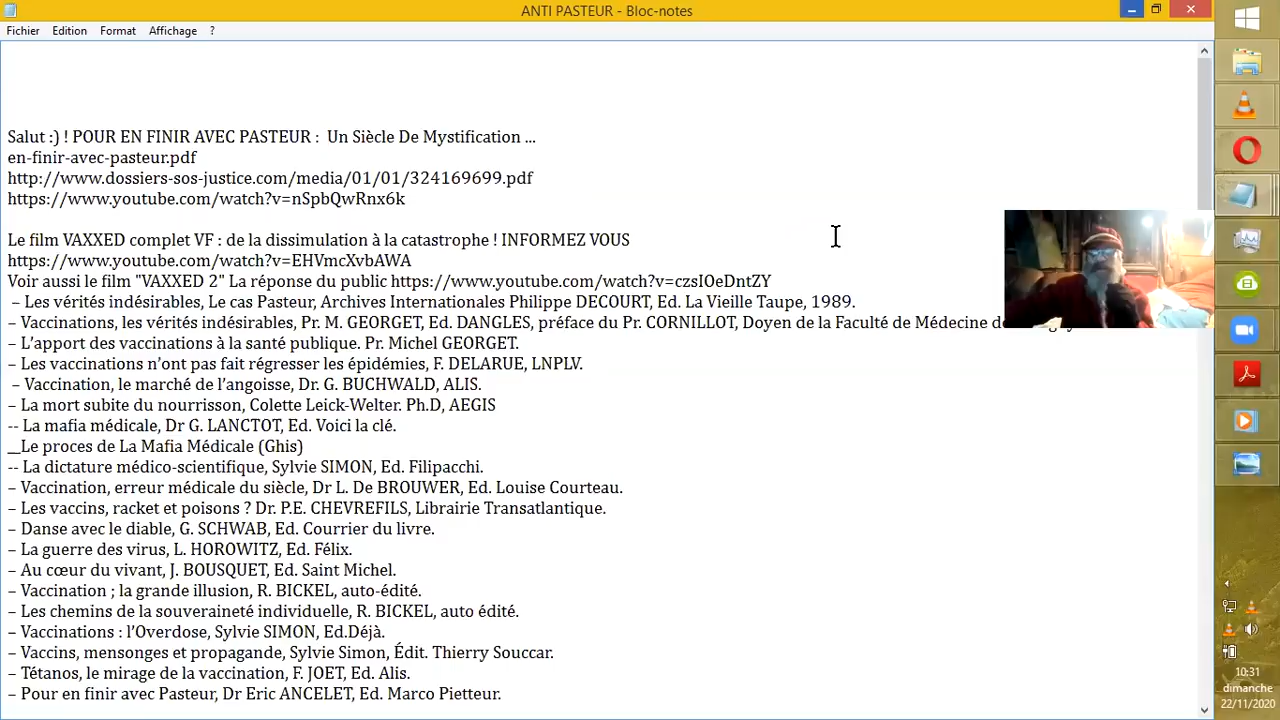 ANTI PASTEUR - Bloc-notes
Fichier Edition Format Affichage ?
Salut :) ! POUR EN FINIR AVEC PASTEUR : Un Siècle De Mystification ...
en-finir-avec-pasteur.pdf
http://www.dossiers-sos-justice.com/media/01/01/324169699.pdf
https://www.youtube.com/watch?v=nSpbQwRnx6k
Le film VAXXED complet VF : de la dissimulation à la catastrophe ! INFORMEZ VOUS
https://www.youtube.com/watch?v=EHVmcXvbAWA
Voir aussi le film "VAXXED 2" La réponse du public https://www.youtube.com/watch?v=czsIOeDntZY
– Les vérités indésirables, Le cas Pasteur, Archives Internationales Philippe DECOURT, Ed. La Vieille Taupe, 1989.
– Vaccinations, les vérités indésirables, Pr. M. GEORGET, Ed. DANGLES, préface du Pr. CORNILLOT, Doyen de la Faculté de Médecine
– L’apport des vaccinations à la santé publique. Pr. Michel GEORGET.
– Les vaccinations n’ont pas fait régresser les épidémies, F. DELARUE, LNPLV.
– Vaccination, le marché de l’angoisse, Dr. G. BUCHWALD, ALIS.
– La mort subite du nourrisson, Colette Leick-Welter. Ph.D, AEGIS
-- La mafia médicale, Dr G. LANCTOT, Ed. Voici la clé.
__Le proces de La Mafia Médicale (Ghis)
-- La dictature médico-scientifique, Sylvie SIMON, Ed. Filipacchi.
– Vaccination, erreur médicale du siècle, Dr L. De BROUWER, Ed. Louise Courteau.
– Les vaccins, racket et poisons ? Dr. P.E. CHEVREFILS, Librairie Transatlantique.
– Danse avec le diable, G. SCHWAB, Ed. Courrier du livre.
– La guerre des virus, L. HOROWITZ, Ed. Félix.
– Au cœur du vivant, J. BOUSQUET, Ed. Saint Michel.
– Vaccination ; la grande illusion, R. BICKEL, auto-édité.
– Les chemins de la souveraineté individuelle, R. BICKEL, auto édité.
– Vaccinations : l’Overdose, Sylvie SIMON, Ed.Déjà.
– Vaccins, mensonges et propagande, Sylvie Simon, Édit. Thierry Souccar.
– Tétanos, le mirage de la vaccination, F. JOET, Ed. Alis.
– Pour en finir avec Pasteur, Dr Eric ANCELET, Ed. Marco Pietteur.
10:31
dimanche
22/11/2020